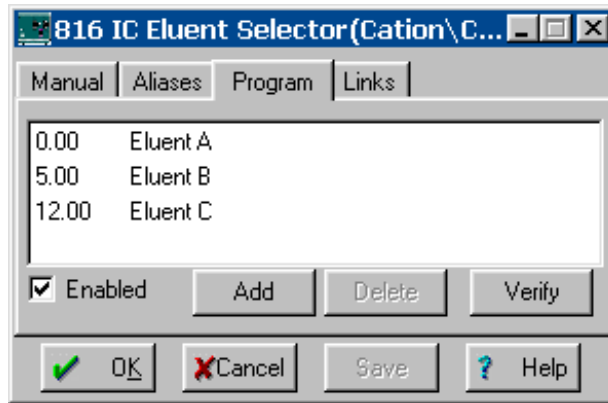 816 IC Eluent Selector(Cation\C...
Manual Aliases Program Links
0.00 Eluent A
5.00 Eluent B
12.00 Eluent C
Enabled Add Delete Verify
OK Cancel Save ? Help